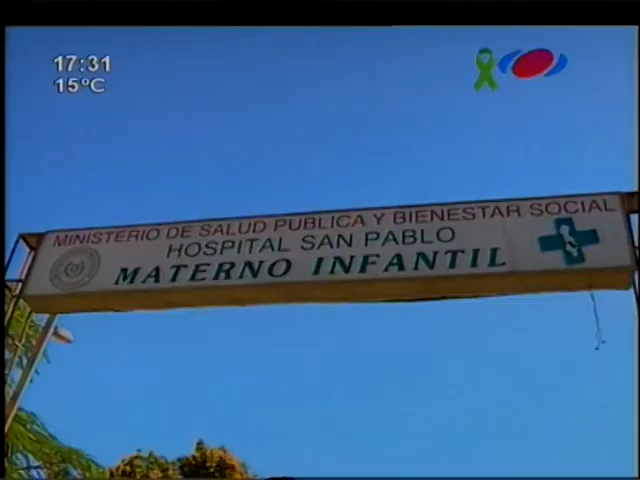 17:31
15°C
MINISTERIO DE SALUD PUBLICA Y BIENESTAR SOCIAL
HOSPITAL SAN PABLO
MATERNO INFANTIL